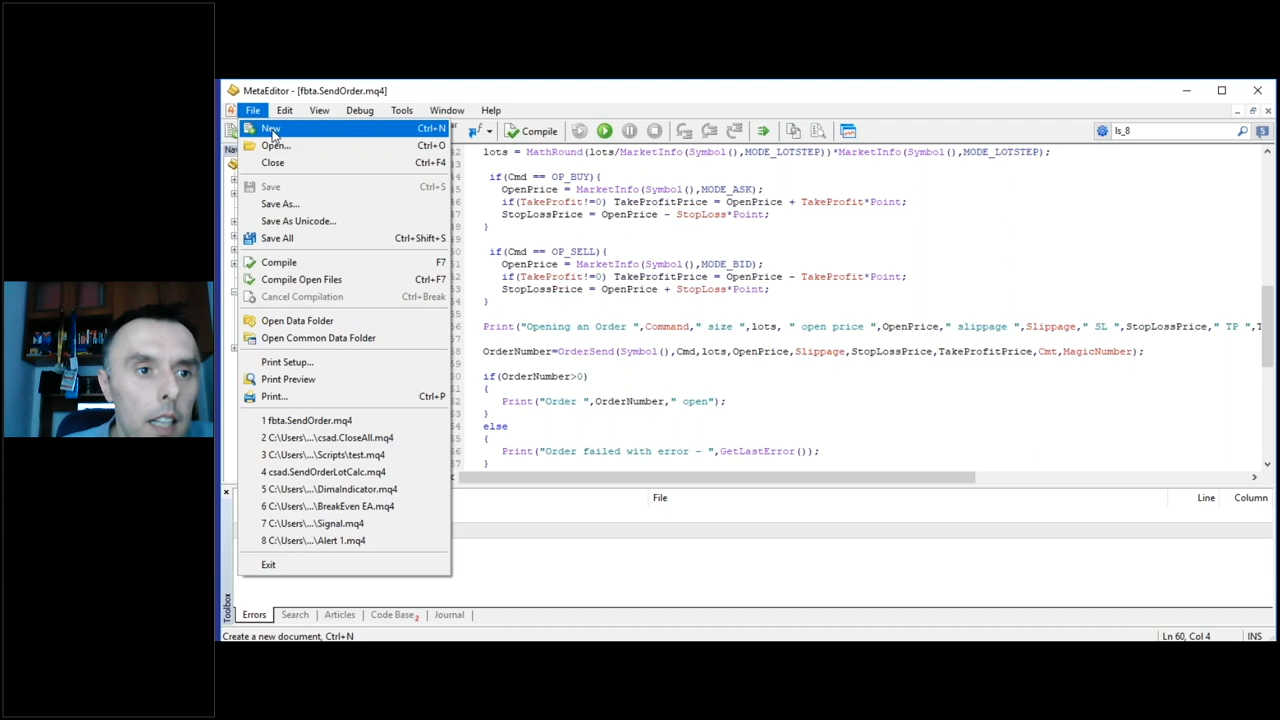 MetaEditor - [fbta.SendOrder.mq4]
File Edit View Debug Tools Window Help
Compile ls_8
New Ctrl+N
Open... Ctrl+O
Close Ctrl+F4
Save Ctrl+S
Save As...
Save As Unicode...
Save All Ctrl+Shift+S
Compile F7
Compile Open Files Ctrl+F7
Cancel Compilation Ctrl+Break
Open Data Folder
Open Common Data Folder
Print Setup...
Print Preview
Print... Ctrl+P
1 fbta.SendOrder.mq4
2 C:\Users\...\csad.CloseAll.mq4
3 C:\Users\...\Scripts\test.mq4
4 csad.SendOrderLotCalc.mq4
5 C:\Users\...\DimaIndicator.mq4
6 C:\Users\...\BreakEven EA.mq4
7 C:\Users\...\Signal.mq4
8 C:\Users\...\Alert 1.mq4
Exit
lots = MathRound(lots/MarketInfo(Symbol(),MODE_LOTSTEP))*MarketInfo(Symbol(),MODE_LOTSTEP);
if(Cmd == OP_BUY){
OpenPrice = MarketInfo(Symbol(),MODE_ASK);
if(TakeProfit!=0) TakeProfitPrice = OpenPrice + TakeProfit*Point;
StopLossPrice = OpenPrice - StopLoss*Point;
}
if(Cmd == OP_SELL){
OpenPrice = MarketInfo(Symbol(),MODE_BID);
if(TakeProfit!=0) TakeProfitPrice = OpenPrice - TakeProfit*Point;
StopLossPrice = OpenPrice + StopLoss*Point;
}
Print("Opening an Order ",Command," size ",lots, " open price ",OpenPrice," slippage ",Slippage," SL ",StopLossPrice," TP ",T
OrderNumber=OrderSend(Symbol(),Cmd,lots,OpenPrice,Slippage,StopLossPrice,TakeProfitPrice,Cmt,MagicNumber);
if(OrderNumber>0)
{
Print("Order ",OrderNumber," open");
}
else
{
Print("Order failed with error - ",GetLastError());
}
File Line Column
Toolbox
Errors Search Articles Code Base 2 Journal
Create a new document, Ctrl+N Ln 60, Col 4 INS